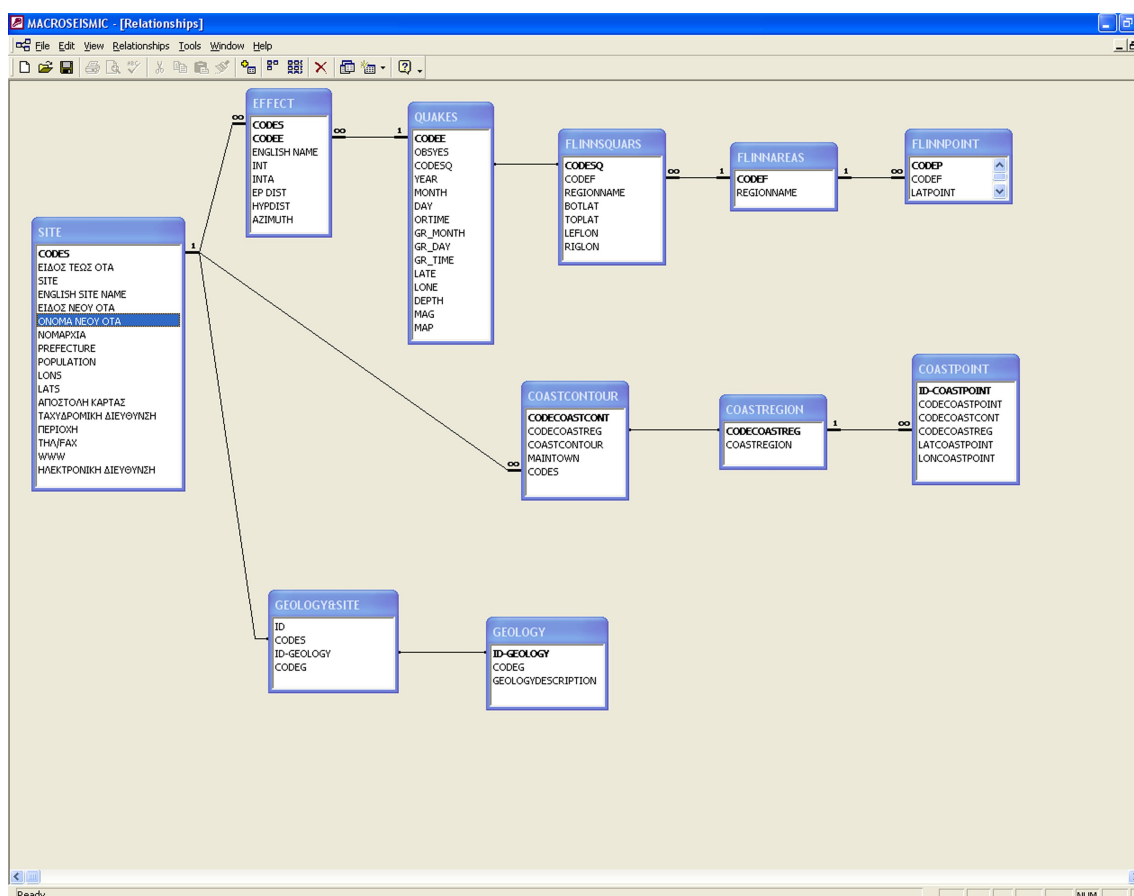 MACROSEISMIC - [Relationships]
File Edit View Relationships Tools Window Help
EFFECT
CODES
CODEE
ENGLISH NAME
INT
INTA
EP DIST
HYPDIST
AZIMUTH
QUAKES
CODEE
OBSYES
CODESQ
YEAR
MONTH
DAY
ORTIME
GR_MONTH
GR_DAY
GR_TIME
LATE
LONE
DEPTH
MAG
MAP
FLINNSQUARS
CODESQ
CODEF
REGIONNAME
BOTLAT
TOPLAT
LEFLON
RIGLON
FLINNAREAS
CODEF
REGIONNAME
FLINNPOINT
CODEP
CODEF
LATPOINT
SITE
CODES
ΕΙΔΟΣ ΤΕΩΣ ΟΤΑ
SITE
ENGLISH SITE NAME
ΕΙΔΟΣ ΝΕΟΥ ΟΤΑ
ΟΝΟΜΑ ΝΕΟΥ ΟΤΑ
ΝΟΜΑΡΧΙΑ
PREFECTURE
POPULATION
LONS
LATS
ΑΠΟΣΤΟΛΗ ΚΑΡΤΑΣ
ΤΑΧΥΔΡΟΜΙΚΗ ΔΙΕΥΘΥΝΣΗ
ΠΕΡΙΟΧΗ
ΤΗΛ/FAX
WWW
ΗΛΕΚΤΡΟΝΙΚΗ ΔΙΕΥΘΥΝΣΗ
COASTCONTOUR
CODECOASTCONT
CODECOASTREG
COASTCONTOUR
MAINTOWN
CODES
COASTREGION
CODECOASTREG
COASTREGION
COASTPOINT
ID-COASTPOINT
CODECOASTPOINT
CODECOASTCONT
CODECOASTREG
LATCOASTPOINT
LONCOASTPOINT
GEOLOGY&SITE
ID
CODES
ID-GEOLOGY
CODEG
GEOLOGY
ID-GEOLOGY
CODEG
GEOLOGYDESCRIPTION
∞ ∞ 1 ∞ 1 1 ∞
1
∞ 1 ∞
Ready NUM